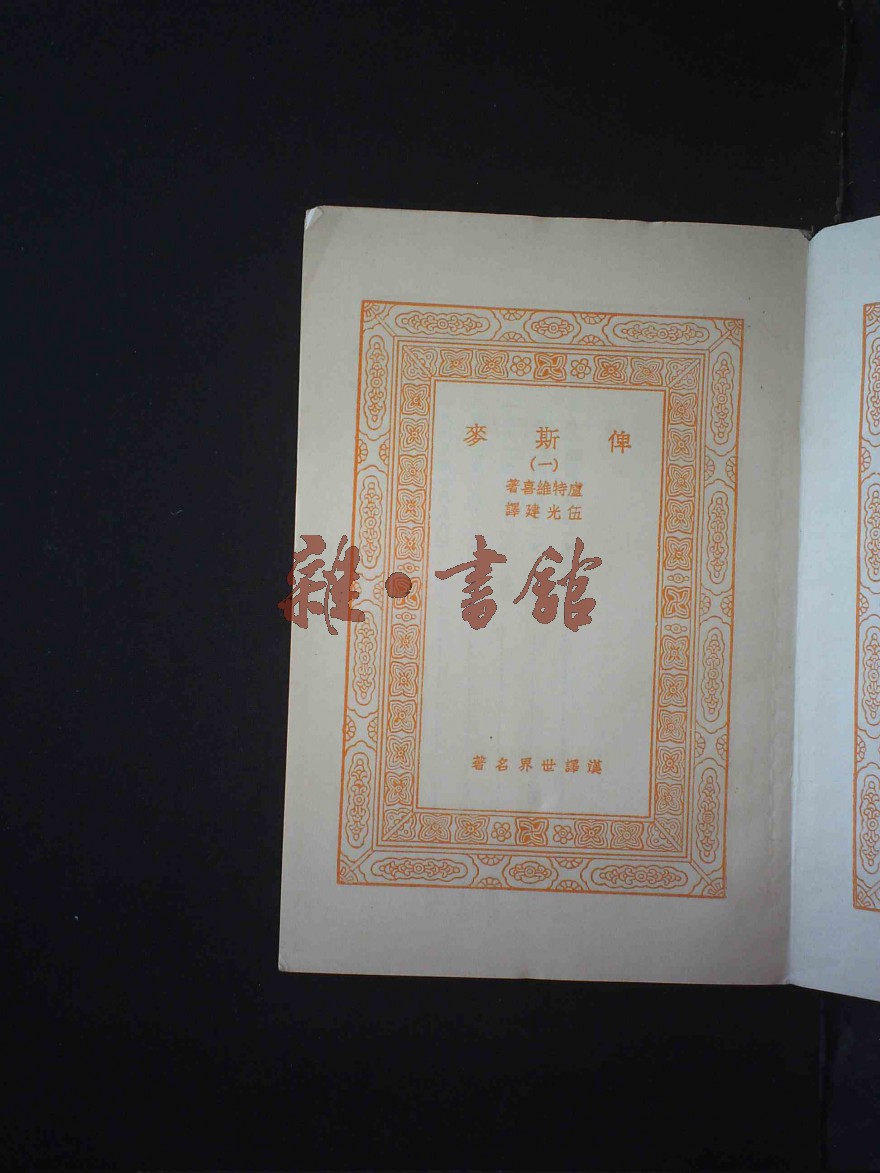 俾斯麥
(一)
盧特維喜著
伍光建譯
雜·書館
漢譯世界名著